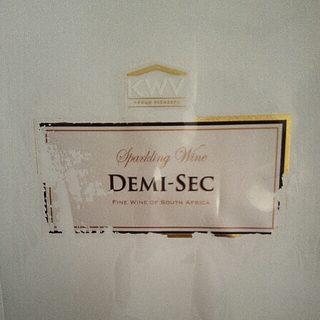 KWV
Sparkling Wine
DEMI-SEC
FINE WINE OF SOUTH AFRICA